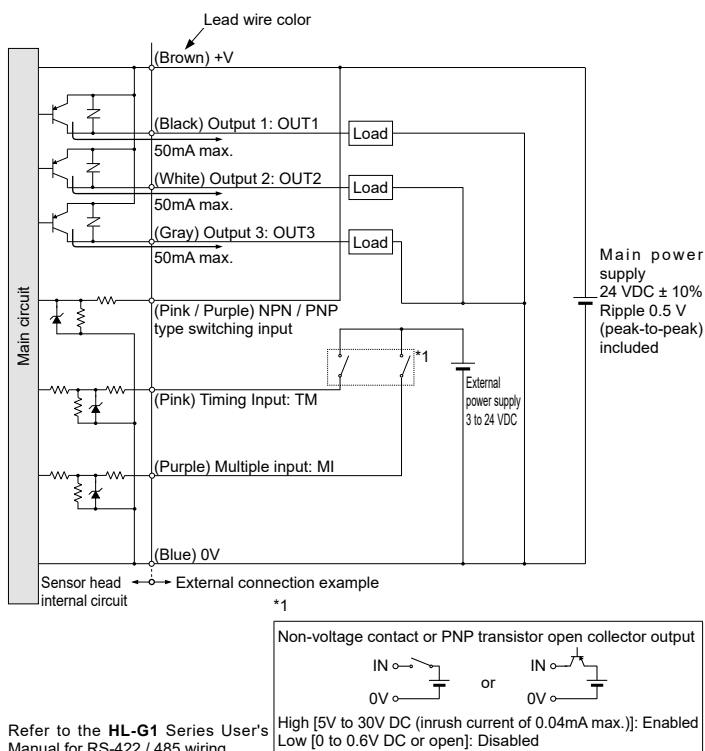 Lead wire color
(Brown) +V
(Black) Output 1: OUT1
Load
50mA max.
(White) Output 2: OUT2
Load
50mA max.
(Gray) Output 3: OUT3
Load
50mA max.
Main power
supply
24 VDC ± 10%
Ripple 0.5 V
(peak-to-peak)
included
Main circuit
(Pink / Purple) NPN / PNP
type switching input
*1
(Pink) Timing Input: TM
External
power supply
3 to 24 VDC
(Purple) Multiple input: MI
(Blue) 0V
Sensor head
internal circuit
External connection example
*1
Non-voltage contact or PNP transistor open collector output
IN
0V
or
IN
0V
High [5V to 30V DC (inrush current of 0.04mA max.)]: Enabled
Low [0 to 0.6V DC or open]: Disabled
Refer to the HL-G1 Series User's
Manual for RS-422 / 485 wiring